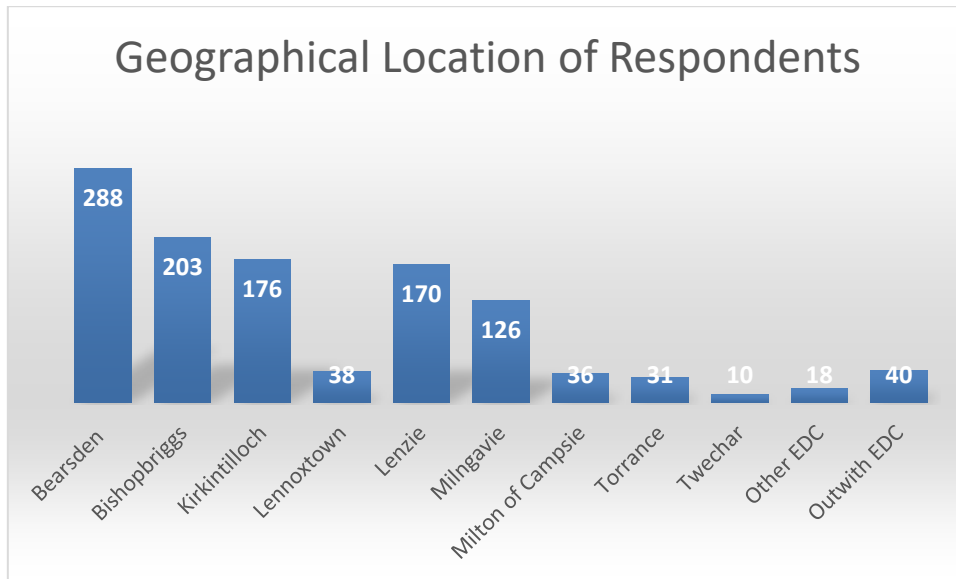 Geographical Location of Respondents
288
203
176
38
170
126
36
31
10
18
40
Bearsden
Bishopbriggs
Kirkintilloch
Lennoxtown
Lenzie
Milngavie
Milton of Campsie
Torrance
Twechar
Other EDC
Outwith EDC